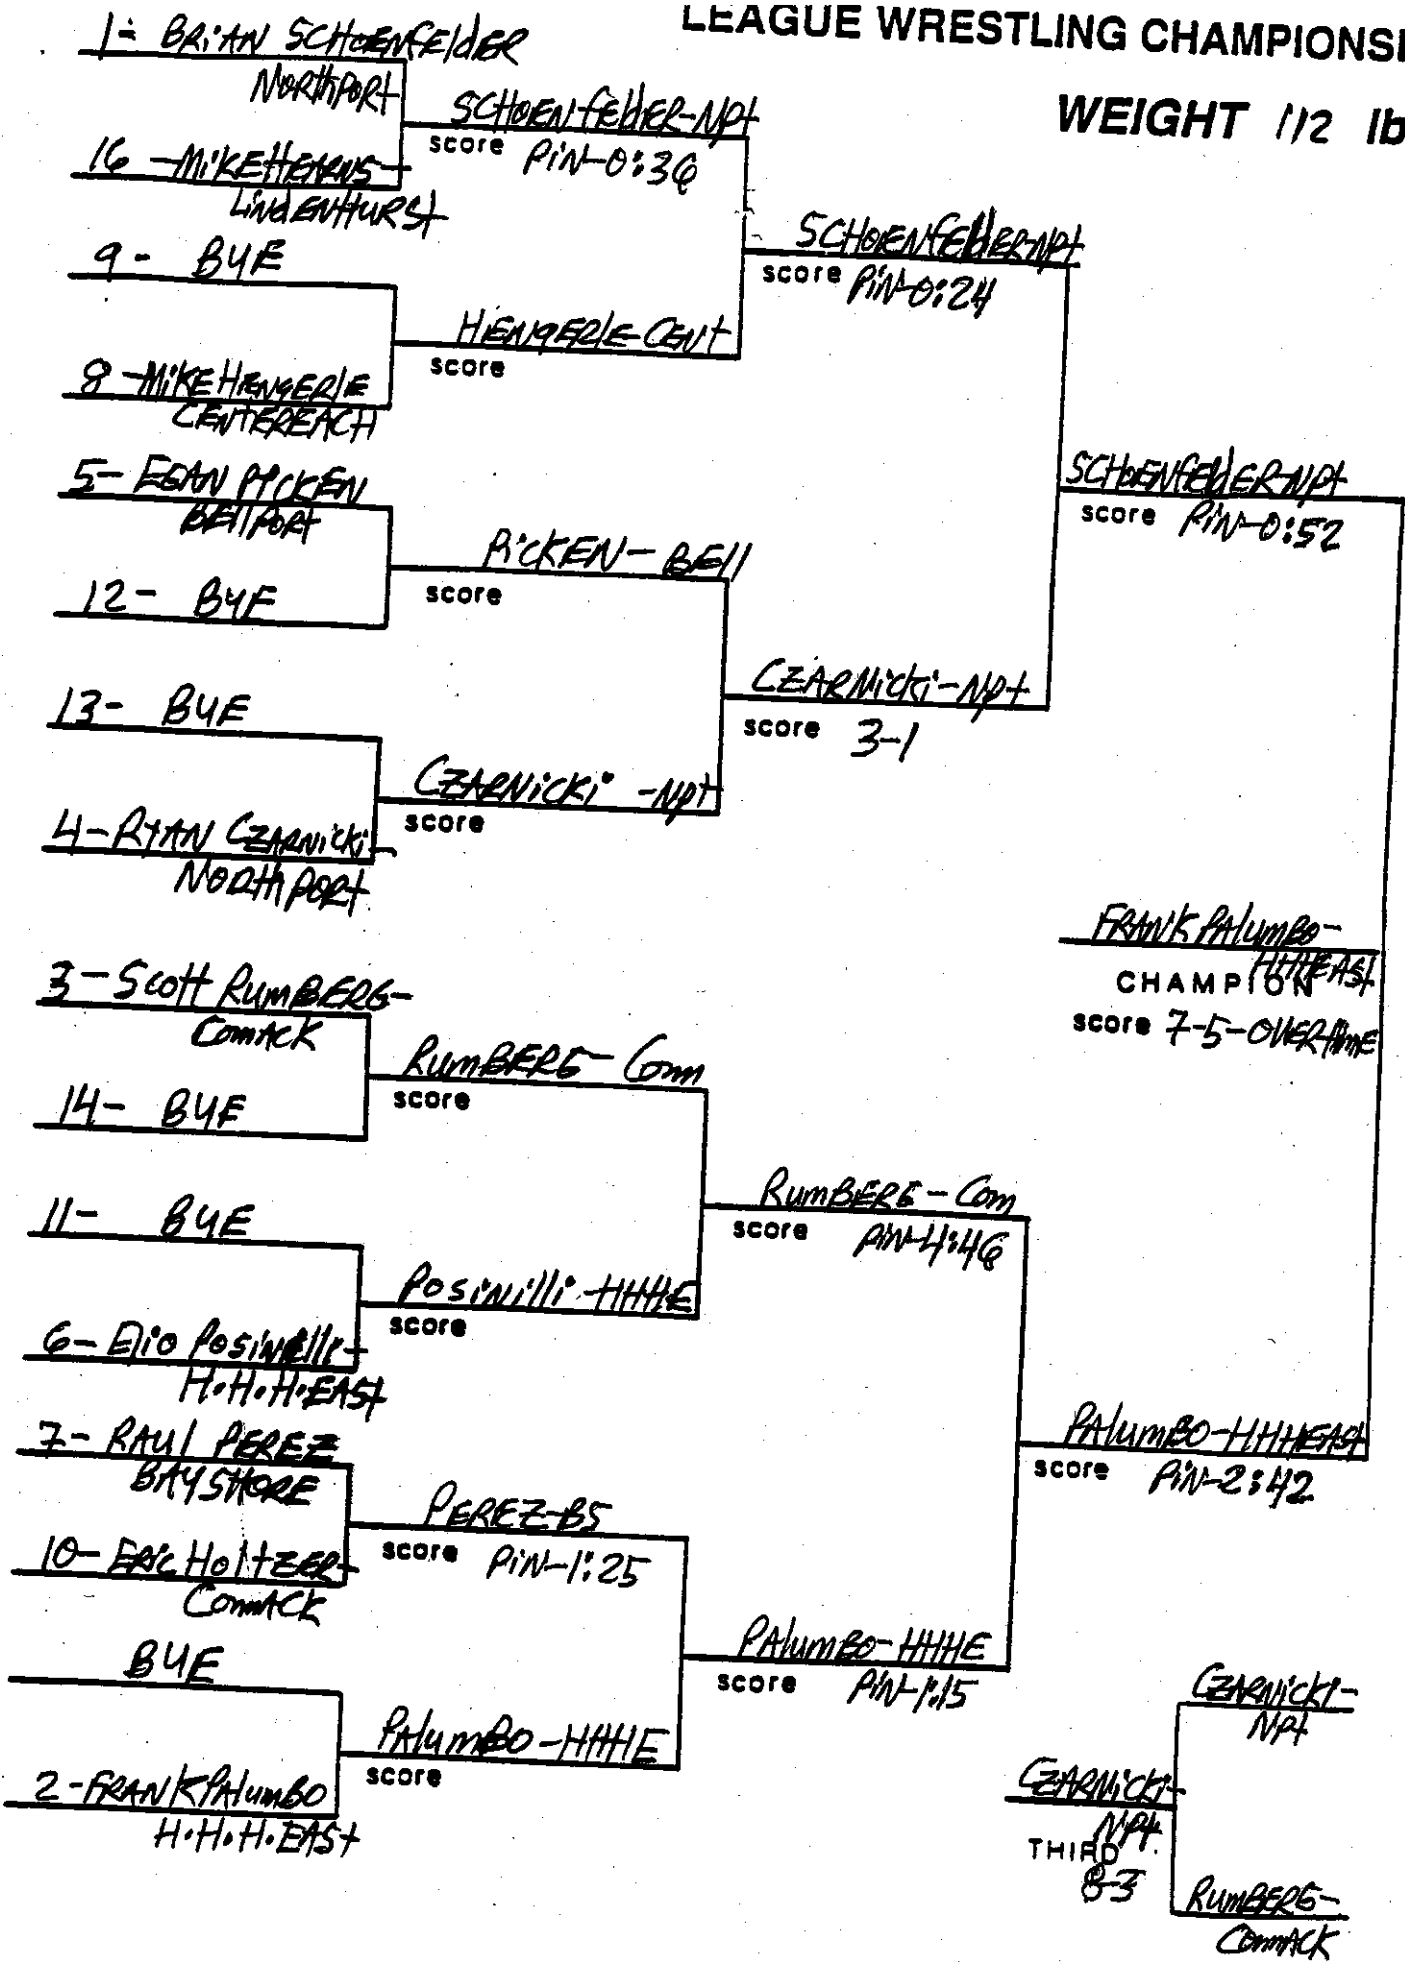 LEAGUE WRESTLING CHAMPIONS
WEIGHT 112 lb
1- BRIAN SCHOENFELDER
NORTHPORT
16 - MIKE HEARNS -
LINDENHURST
9 - BYE
8 - MIKE HENGERLE
CENTEREACH
5 - EGAN PICKEN
BELLPORT
12 - BYE
13 - BYE
4 - RYAN CZARNICKI
NORTHPORT
3 - SCOTT RUMBERG -
COMACK
14 - BYE
11 - BYE
6 - ELIO POSINILLI -
H.H.H. EAST
7 - RAUL PEREZ
BAYSHORE
10 - ERIC HOLTZER -
COMMACK
BYE
2 - FRANK PALUMBO
H.H.H. EAST
SCHOENFELDER - NPT
score PIN - 0:36
HIENGERLE - CENT
score
PICKEN - BELL
score
CZARNICKI - NPT
score
RUMBERG - COMM
score
POSINILLI - HHHE
score
PEREZ - BS
score PIN - 1:25
PALUMBO - HHHE
score
SCHOENFELDER - NPT
score PIN - 0:24
CZARNICKI - NPT
score 3-1
RUMBERG - COM
score PIN - 4:46
PALUMBO - HHHE
score PIN - 1:15
SCHOENFELDER - NPT
score PIN - 0:52
PALUMBO - HHHEAST
score PIN - 2:42
FRANK PALUMBO -
HHHEAST
CHAMPION
score 7-5 - OVERTIME
CZARNICKI -
NPT
CZARNICKI -
NPT.
THIRD
8-3
RUMBERG -
COMMACK